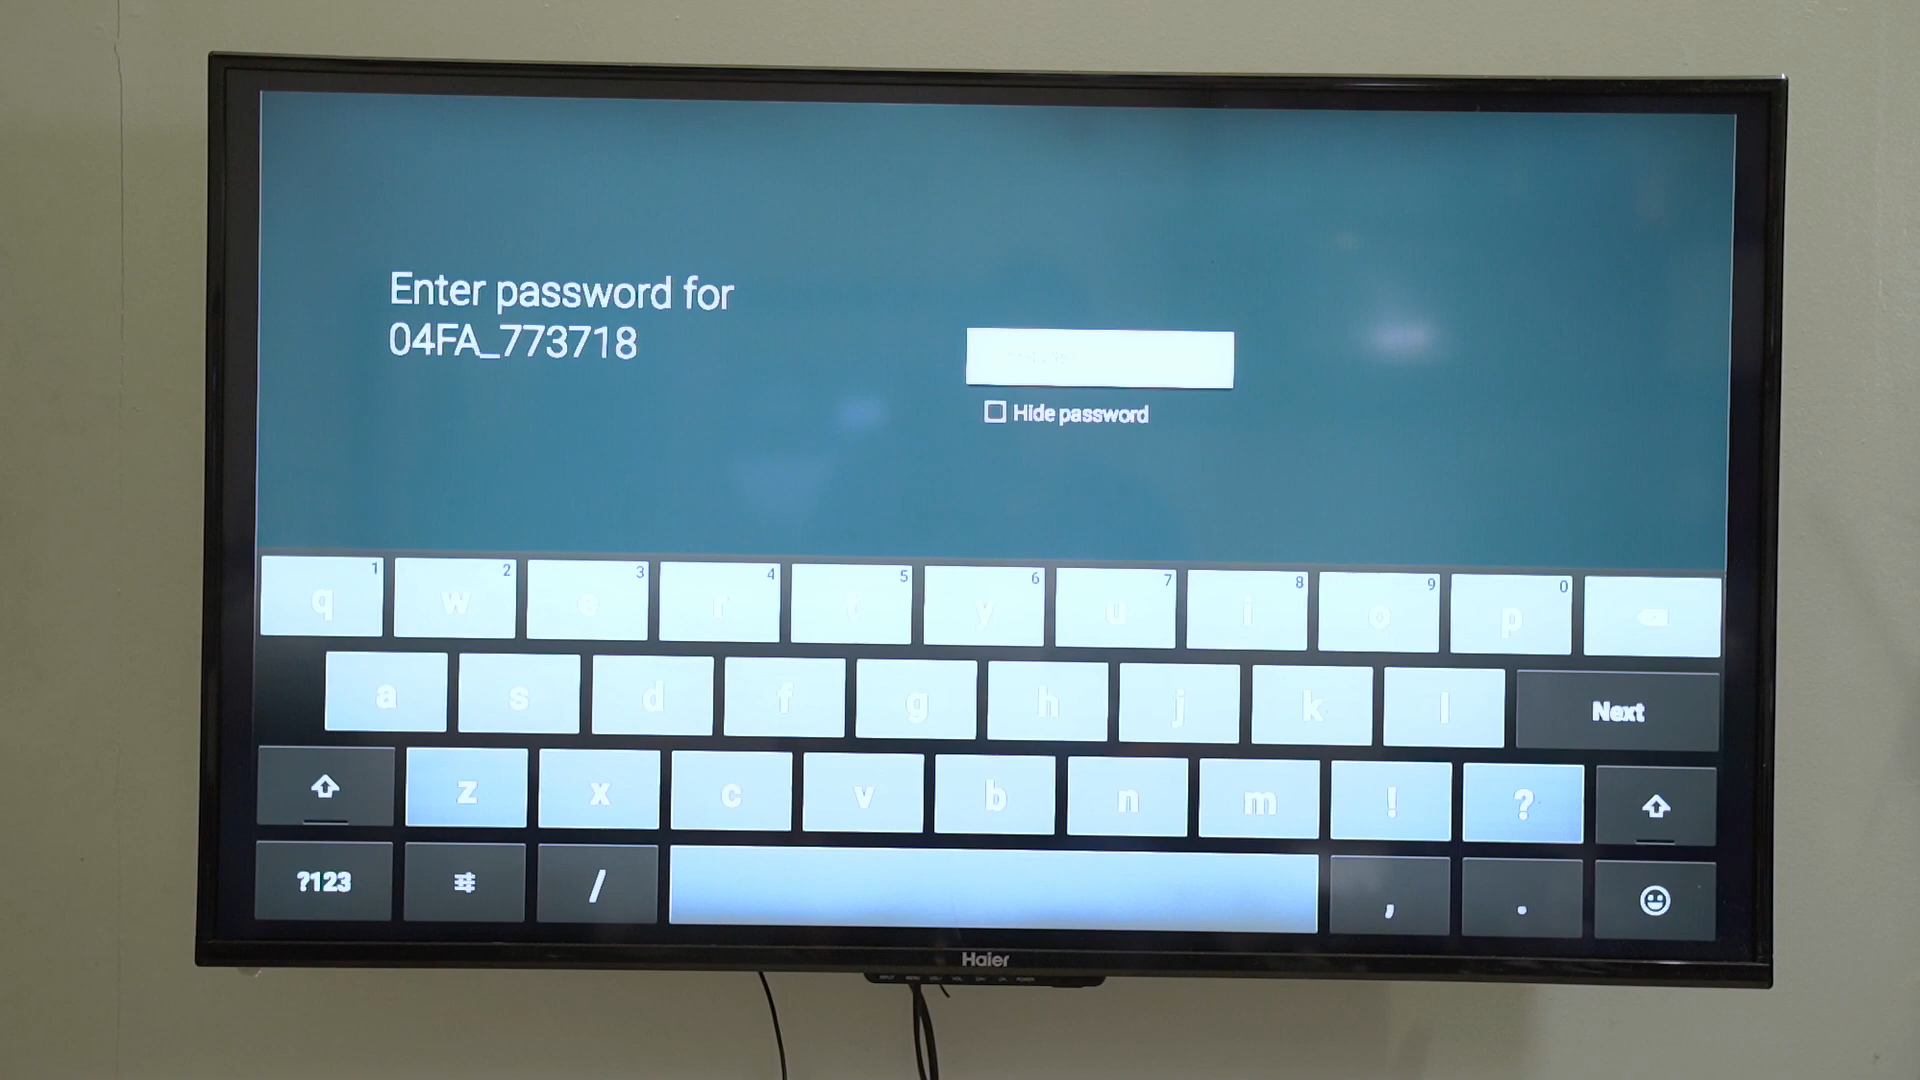 Enter password for
04FA_773718
Hide password
1 2 3 4 5 6 7 8 9 0
q w e r t y u i o p
a s d f g h j k l Next
z x c v b n m ! ?
?123 / , .
Haier